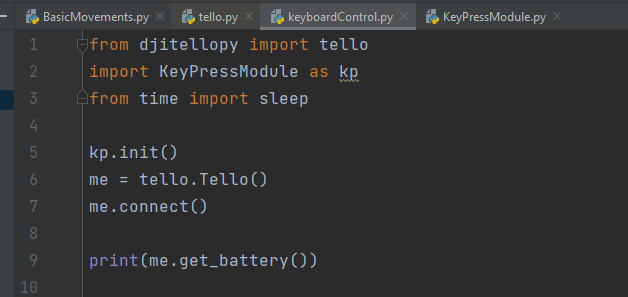 BasicMovements.py × tello.py × keyboardControl.py × KeyPressModule.py ×
1 from djitellopy import tello
2 import KeyPressModule as kp
3 from time import sleep
4
5 kp.init()
6 me = tello.Tello()
7 me.connect()
8
9 print(me.get_battery())
10